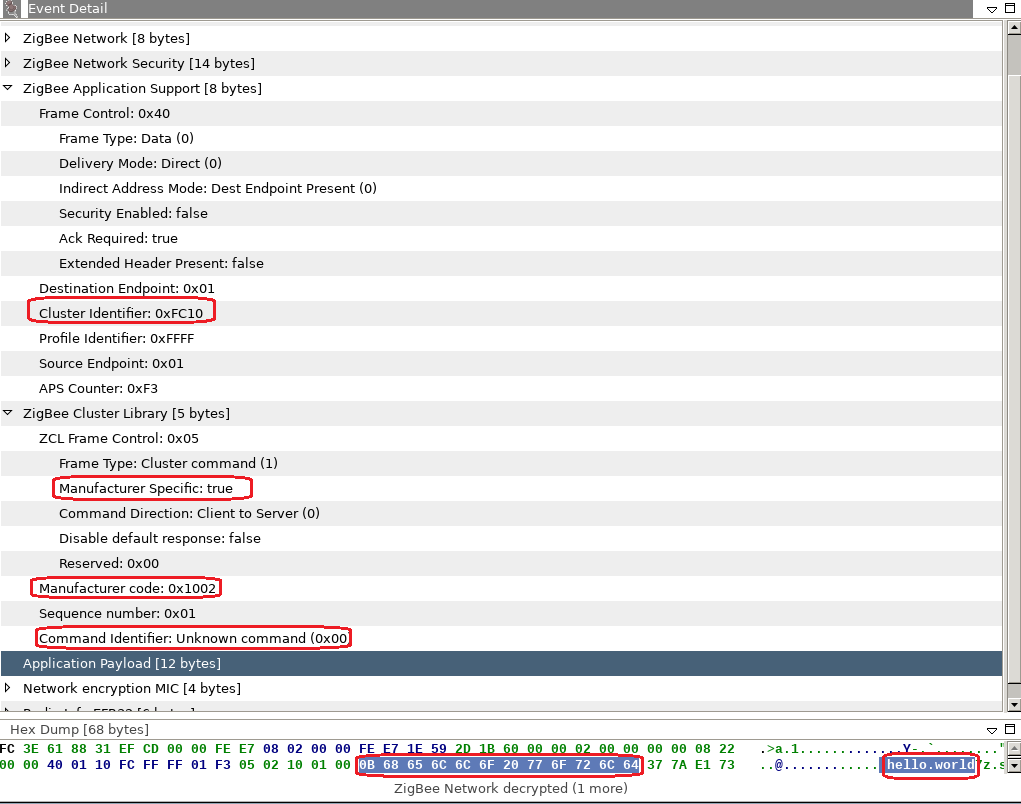 Event Detail
ZigBee Network [8 bytes]
ZigBee Network Security [14 bytes]
ZigBee Application Support [8 bytes]
Frame Control: 0x40
Frame Type: Data (0)
Delivery Mode: Direct (0)
Indirect Address Mode: Dest Endpoint Present (0)
Security Enabled: false
Ack Required: true
Extended Header Present: false
Destination Endpoint: 0x01
Cluster Identifier: 0xFC10
Profile Identifier: 0xFFFF
Source Endpoint: 0x01
APS Counter: 0xF3
ZigBee Cluster Library [5 bytes]
ZCL Frame Control: 0x05
Frame Type: Cluster command (1)
Manufacturer Specific: true
Command Direction: Client to Server (0)
Disable default response: false
Reserved: 0x00
Manufacturer code: 0x1002
Sequence number: 0x01
Command Identifier: Unknown command (0x00)
Application Payload [12 bytes]
Network encryption MIC [4 bytes]
Hex Dump [68 bytes]
FC 3E 61 88 31 EF CD 00 00 FE E7 08 02 00 00 FE E7 1E 59 2D 1B 60 00 00 02 00 00 00 00 08 22 .>a.1.............Y-.`........"
00 00 40 01 10 FC FF FF 01 F3 05 02 10 01 00 0B 68 65 6C 6C 6F 20 77 6F 72 6C 64 37 7A E1 73 ..@.............hello.world7z.s
ZigBee Network decrypted (1 more)